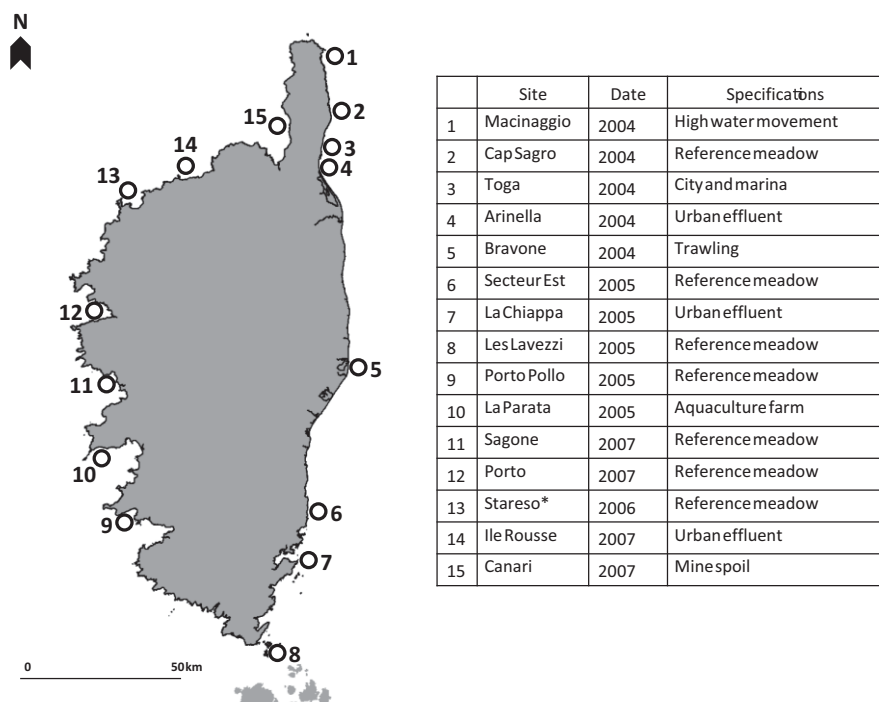 N
1
2
15
3
14
4
13
12
5
11
10
6
9
7
8
0 50km
Site Date Specifications
1 Macinaggio 2004 High water movement
2 Cap Sagro 2004 Reference meadow
3 Toga 2004 City and marina
4 Arinella 2004 Urban effluent
5 Bravone 2004 Trawling
6 Secteur Est 2005 Reference meadow
7 La Chiappa 2005 Urban effluent
8 Les Lavezzi 2005 Reference meadow
9 Porto Pollo 2005 Reference meadow
10 La Parata 2005 Aquaculture farm
11 Sagone 2007 Reference meadow
12 Porto 2007 Reference meadow
13 Stareso* 2006 Reference meadow
14 Ile Rousse 2007 Urban effluent
15 Canari 2007 Mine spoil